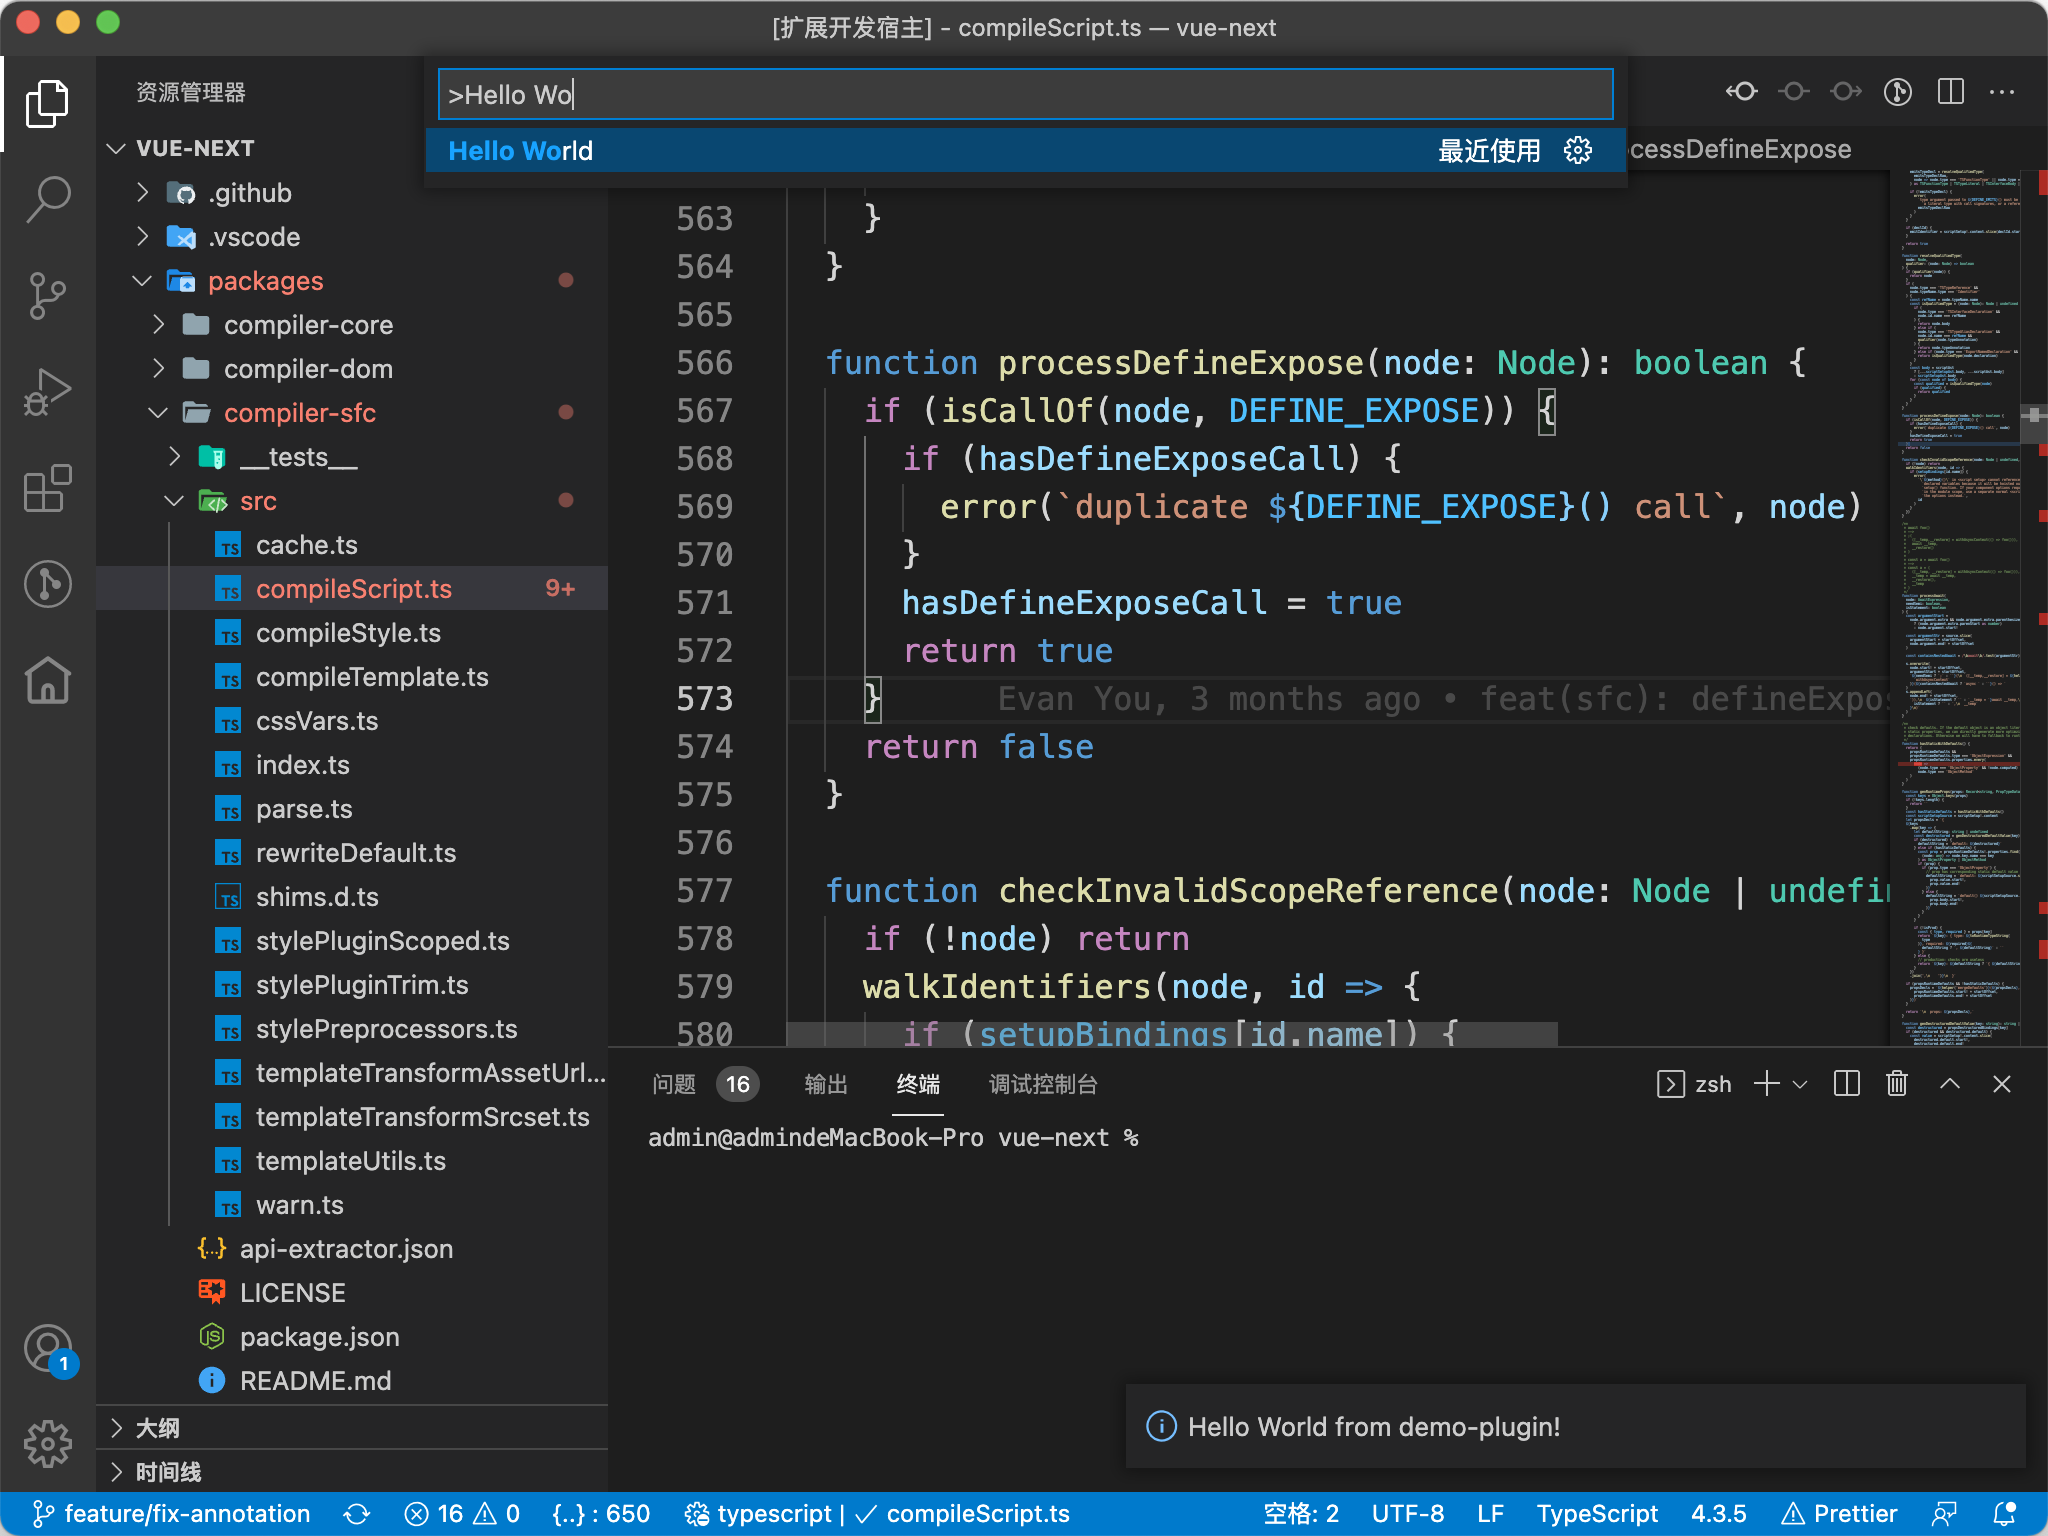 [扩展开发宿主] - compileScript.ts — vue-next
资源管理器
>Hello Wo
Hello World 最近使用
cessDefineExpose
VUE-NEXT
.github
.vscode
packages
compiler-core
compiler-dom
compiler-sfc
__tests__
src
cache.ts
compileScript.ts 9+
compileStyle.ts
compileTemplate.ts
cssVars.ts
index.ts
parse.ts
rewriteDefault.ts
shims.d.ts
stylePluginScoped.ts
stylePluginTrim.ts
stylePreprocessors.ts
templateTransformAssetUrl...
templateTransformSrcset.ts
templateUtils.ts
warn.ts
api-extractor.json
LICENSE
package.json
README.md
大纲
时间线
1
563 }
564 }
565
566 function processDefineExpose(node: Node): boolean {
567 if (isCallOf(node, DEFINE_EXPOSE)) {
568 if (hasDefineExposeCall) {
569 error(`duplicate ${DEFINE_EXPOSE}() call`, node)
570 }
571 hasDefineExposeCall = true
572 return true
573 } Evan You, 3 months ago • feat(sfc): defineExpos
574 return false
575 }
576
577 function checkInvalidScopeReference(node: Node | undefi
578 if (!node) return
579 walkIdentifiers(node, id => {
580 if (setupBindings[id.name]) {
问题 16 输出 终端 调试控制台 zsh
admin@admindeMacBook-Pro vue-next %
Hello World from demo-plugin!
feature/fix-annotation 16 0 {..} : 650 typescript | ✓ compileScript.ts 空格: 2 UTF-8 LF TypeScript 4.3.5 Prettier